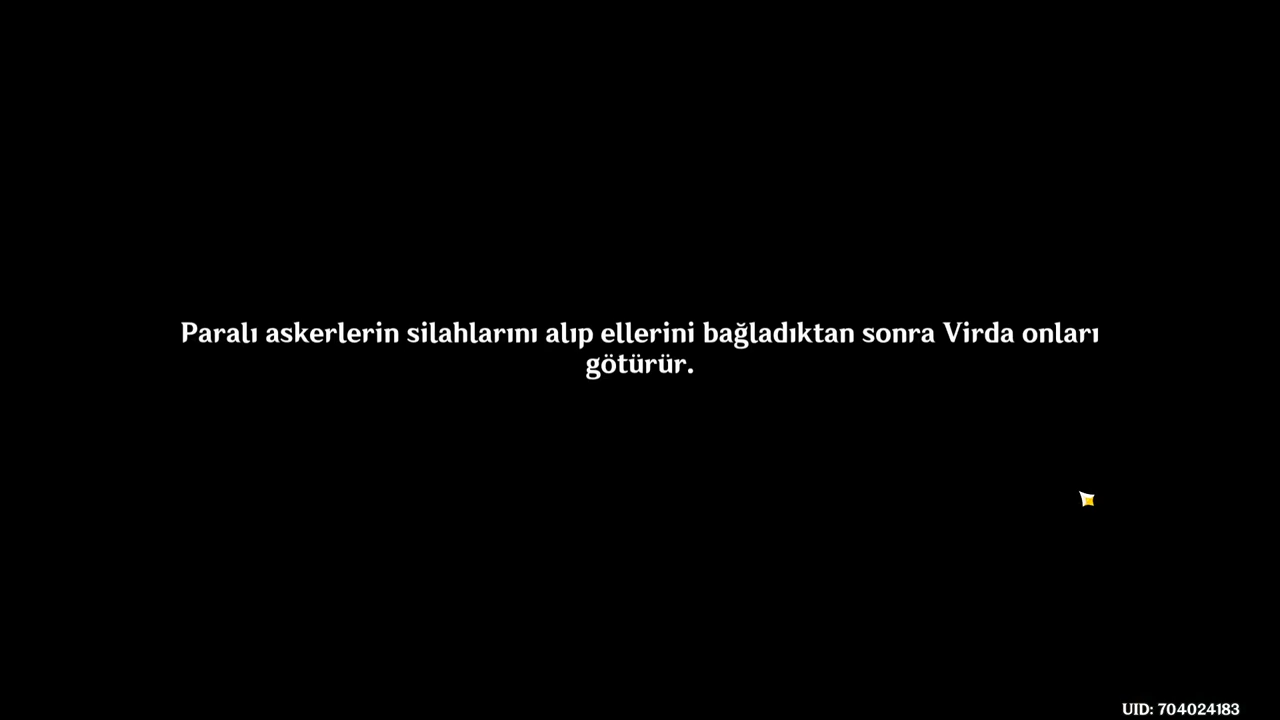 Paralı askerlerin silahlarını alıp ellerini bağladıktan sonra Virda onları
götürür.
UID: 704024183